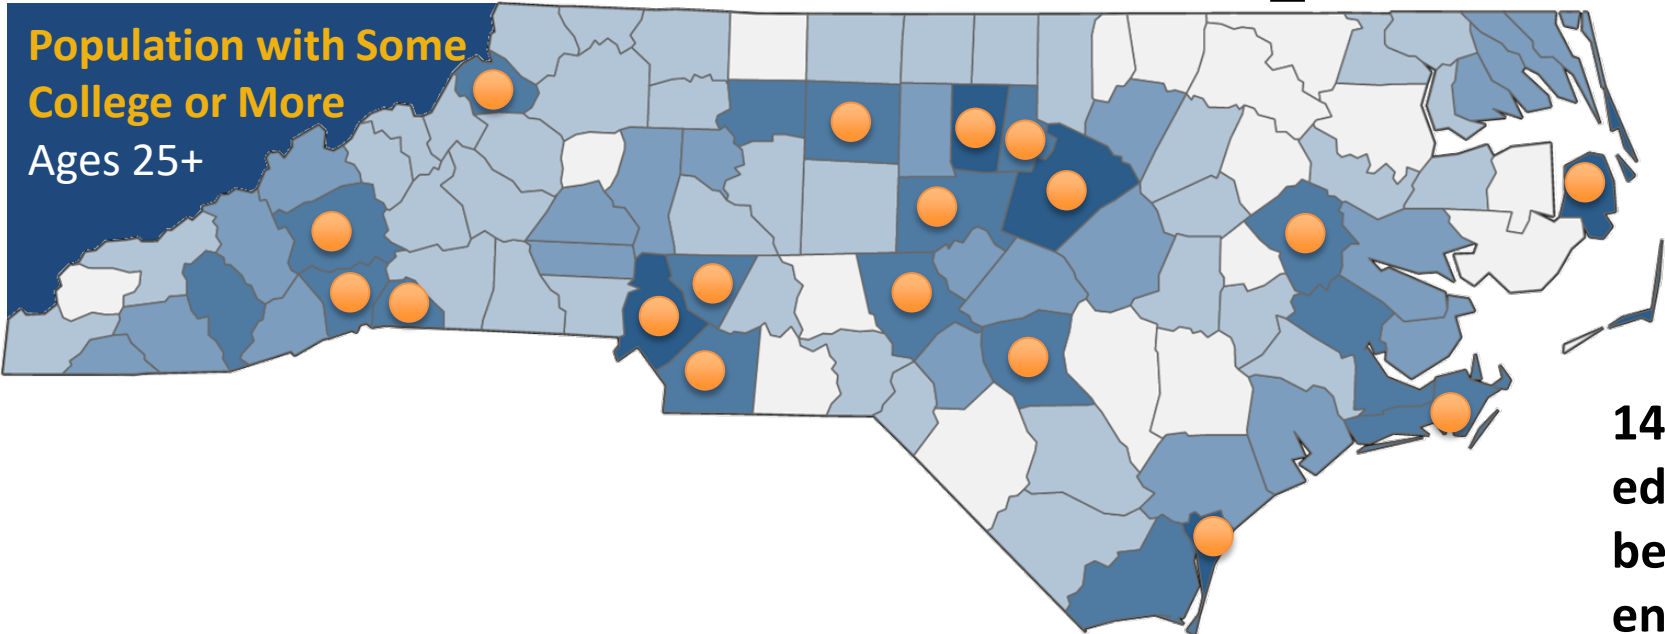 Population with Some
College or More
Ages 25+
14
ed
be
en